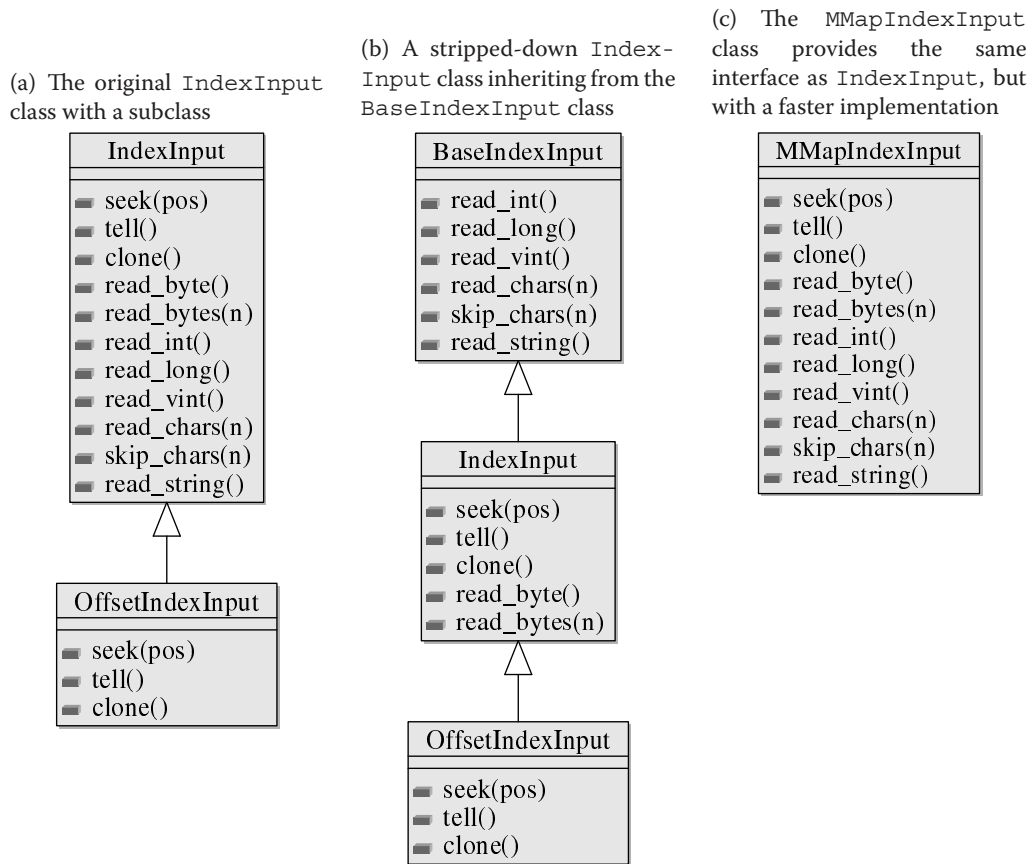 (a) The original IndexInput
class with a subclass
IndexInput
seek(pos)
tell()
clone()
read_byte()
read_bytes(n)
read_int()
read_long()
read_vint()
read_chars(n)
skip_chars(n)
read_string()
OffsetIndexInput
seek(pos)
tell()
clone()
(b) A stripped-down Index-
Input class inheriting from the
BaseIndexInput class
BaseIndexInput
read_int()
read_long()
read_vint()
read_chars(n)
skip_chars(n)
read_string()
IndexInput
seek(pos)
tell()
clone()
read_byte()
read_bytes(n)
OffsetIndexInput
seek(pos)
tell()
clone()
(c) The MMapIndexInput
class provides the same
interface as IndexInput, but
with a faster implementation
MMapIndexInput
seek(pos)
tell()
clone()
read_byte()
read_bytes(n)
read_int()
read_long()
read_vint()
read_chars(n)
skip_chars(n)
read_string()